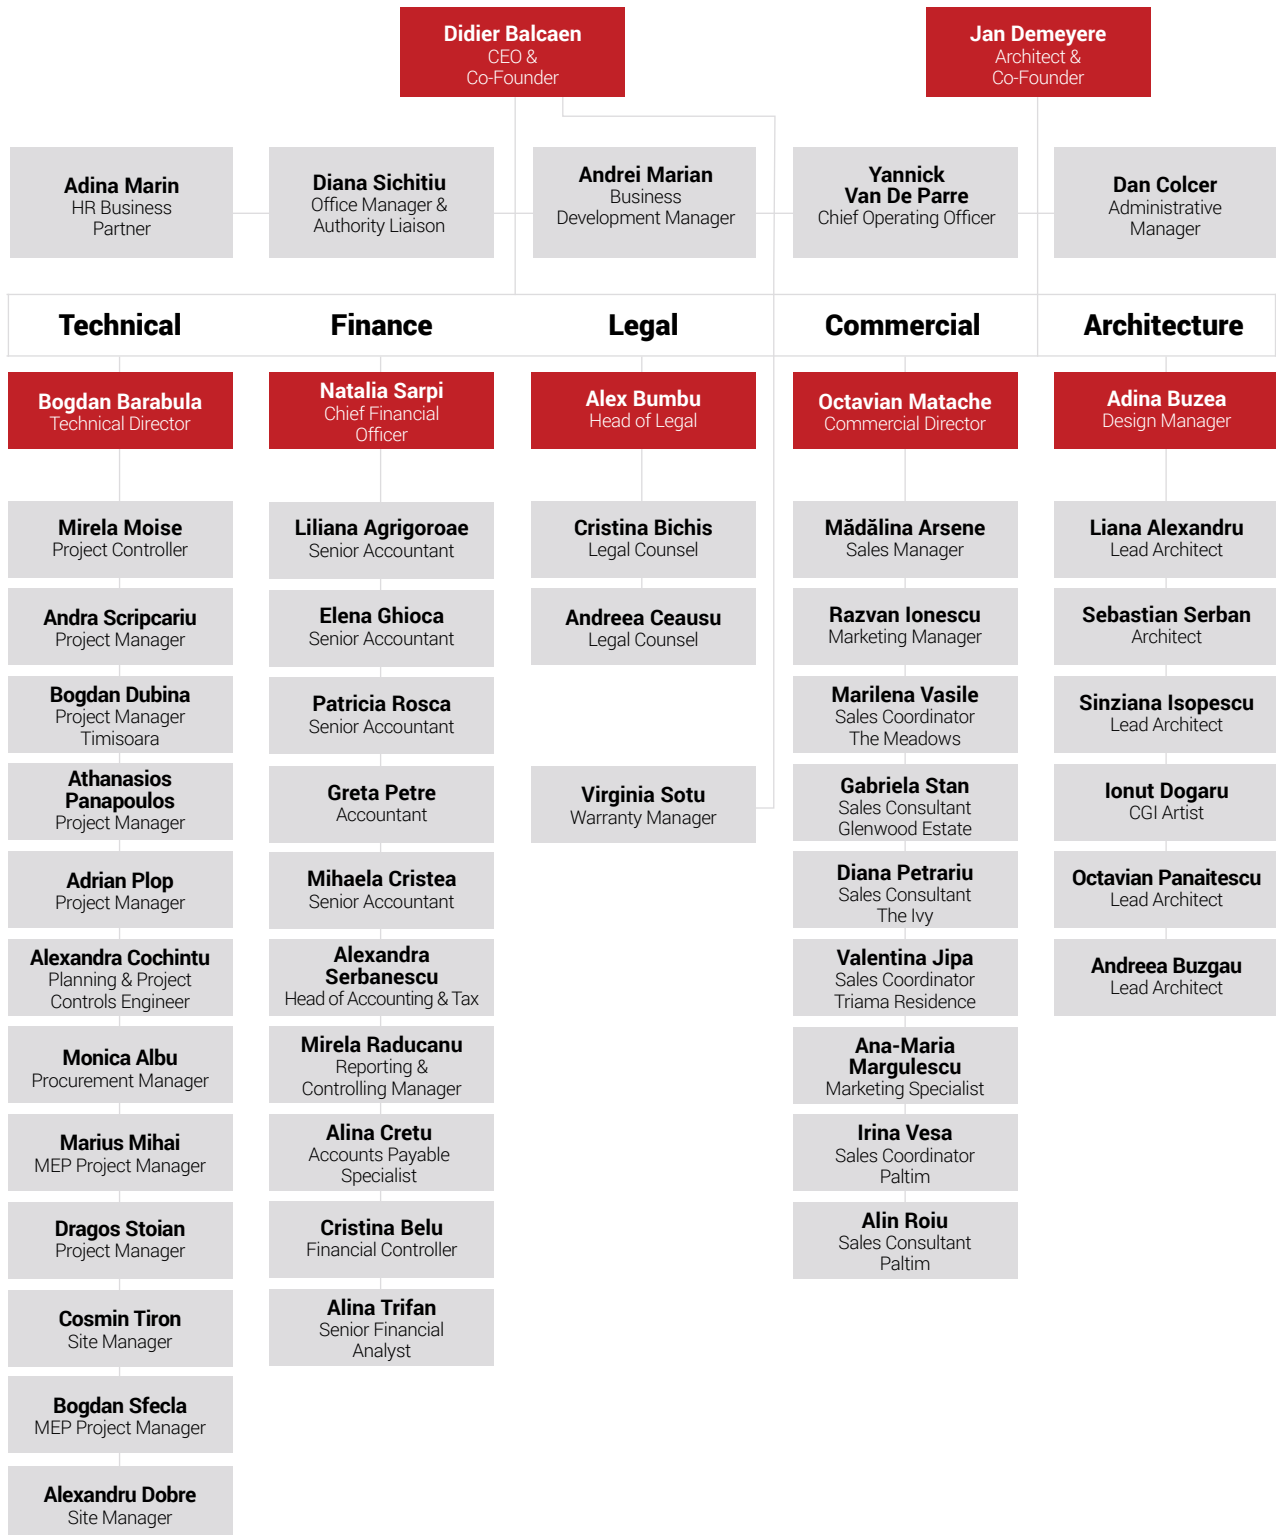 Didier Balcaen
CEO &
Co-Founder
Jan Demeyere
Architect &
Co-Founder
Adina Marin
HR Business
Partner
Diana Sichitiu
Office Manager &
Authority Liaison
Andrei Marian
Business
Development Manager
Yannick
Van De Parre
Chief Operating Officer
Dan Colcer
Administrative
Manager
Technical
Finance
Legal
Commercial
Architecture
Bogdan Barabula
Technical Director
Natalia Sarpi
Chief Financial
Officer
Alex Bumbu
Head of Legal
Octavian Matache
Commercial Director
Adina Buzea
Design Manager
Mirela Moise
Project Controller
Andra Scripcariu
Project Manager
Bogdan Dubina
Project Manager
Timisoara
Athanasios
Panapoulos
Project Manager
Adrian Plop
Project Manager
Alexandra Cochintu
Planning & Project
Controls Engineer
Monica Albu
Procurement Manager
Marius Mihai
MEP Project Manager
Dragos Stoian
Project Manager
Cosmin Tiron
Site Manager
Bogdan Sfecla
MEP Project Manager
Alexandru Dobre
Site Manager
Liliana Agrigoroae
Senior Accountant
Elena Ghioca
Senior Accountant
Patricia Rosca
Senior Accountant
Greta Petre
Accountant
Mihaela Cristea
Senior Accountant
Alexandra
Serbanescu
Head of Accounting & Tax
Mirela Raducanu
Reporting &
Controlling Manager
Alina Cretu
Accounts Payable
Specialist
Cristina Belu
Financial Controller
Alina Trifan
Senior Financial
Analyst
Cristina Bichis
Legal Counsel
Andreea Ceausu
Legal Counsel
Virginia Sotu
Warranty Manager
Mădălina Arsene
Sales Manager
Razvan Ionescu
Marketing Manager
Marilena Vasile
Sales Coordinator
The Meadows
Gabriela Stan
Sales Consultant
Glenwood Estate
Diana Petrariu
Sales Consultant
The Ivy
Valentina Jipa
Sales Coordinator
Triama Residence
Ana-Maria
Margulescu
Marketing Specialist
Irina Vesa
Sales Coordinator
Paltim
Alin Roiu
Sales Consultant
Paltim
Liana Alexandru
Lead Architect
Sebastian Serban
Architect
Sinziana Isopescu
Lead Architect
Ionut Dogaru
CGI Artist
Octavian Panaitescu
Lead Architect
Andreea Buzgau
Lead Architect